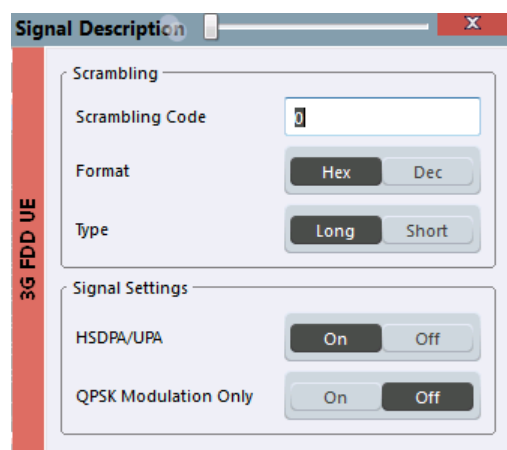 Signal Description
X
3G FDD UE
Scrambling
Scrambling Code 0
Format Hex Dec
Type Long Short
Signal Settings
HSDPA/UPA On Off
QPSK Modulation Only On Off